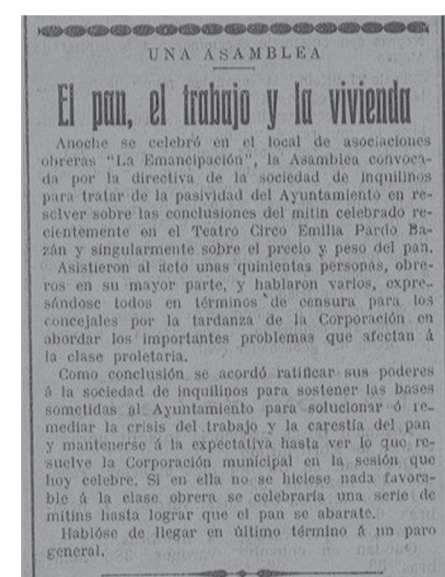 UNA ASAMBLEA
El pan, el trabajo y la vivienda
Anoche se celebró en el local de asociaciones
obreras "La Emancipación", la Asamblea convoca-
da por la directiva de la sociedad de inquilinos
para tratar de la pasividad del Ayuntamiento en re-
solver sobre las conclusiones del mitin celebrado re-
cientemente en el Teatro Circo Emilia Pardo Ba-
zán y singularmente sobre el precio y peso del pan.
Asistieron al acto unas quinientas personas, obre-
ros en su mayor parte, y hablaron varios, expre-
sándose todos en términos de censura para los
concejales por la tardanza de la Corporación en
abordar los importantes problemas que afectan á
la clase proletaria.
Como conclusión se acordó ratificar sus poderes
á la sociedad de inquilinos para sostener las bases
sometidas al Ayuntamiento para solucionar ó re-
mediar la crisis del trabajo y la carestía del pan
y mantenerse á la expectativa hasta ver lo que re-
suelve la Corporación municipal en la sesión que
hoy celebre. Si en ella no se hiciese nada favora-
ble á la clase obrera se celebraría una serie de
mitins hasta lograr que el pan se abarate.
Hablóse de llegar en último término á un paro
general.